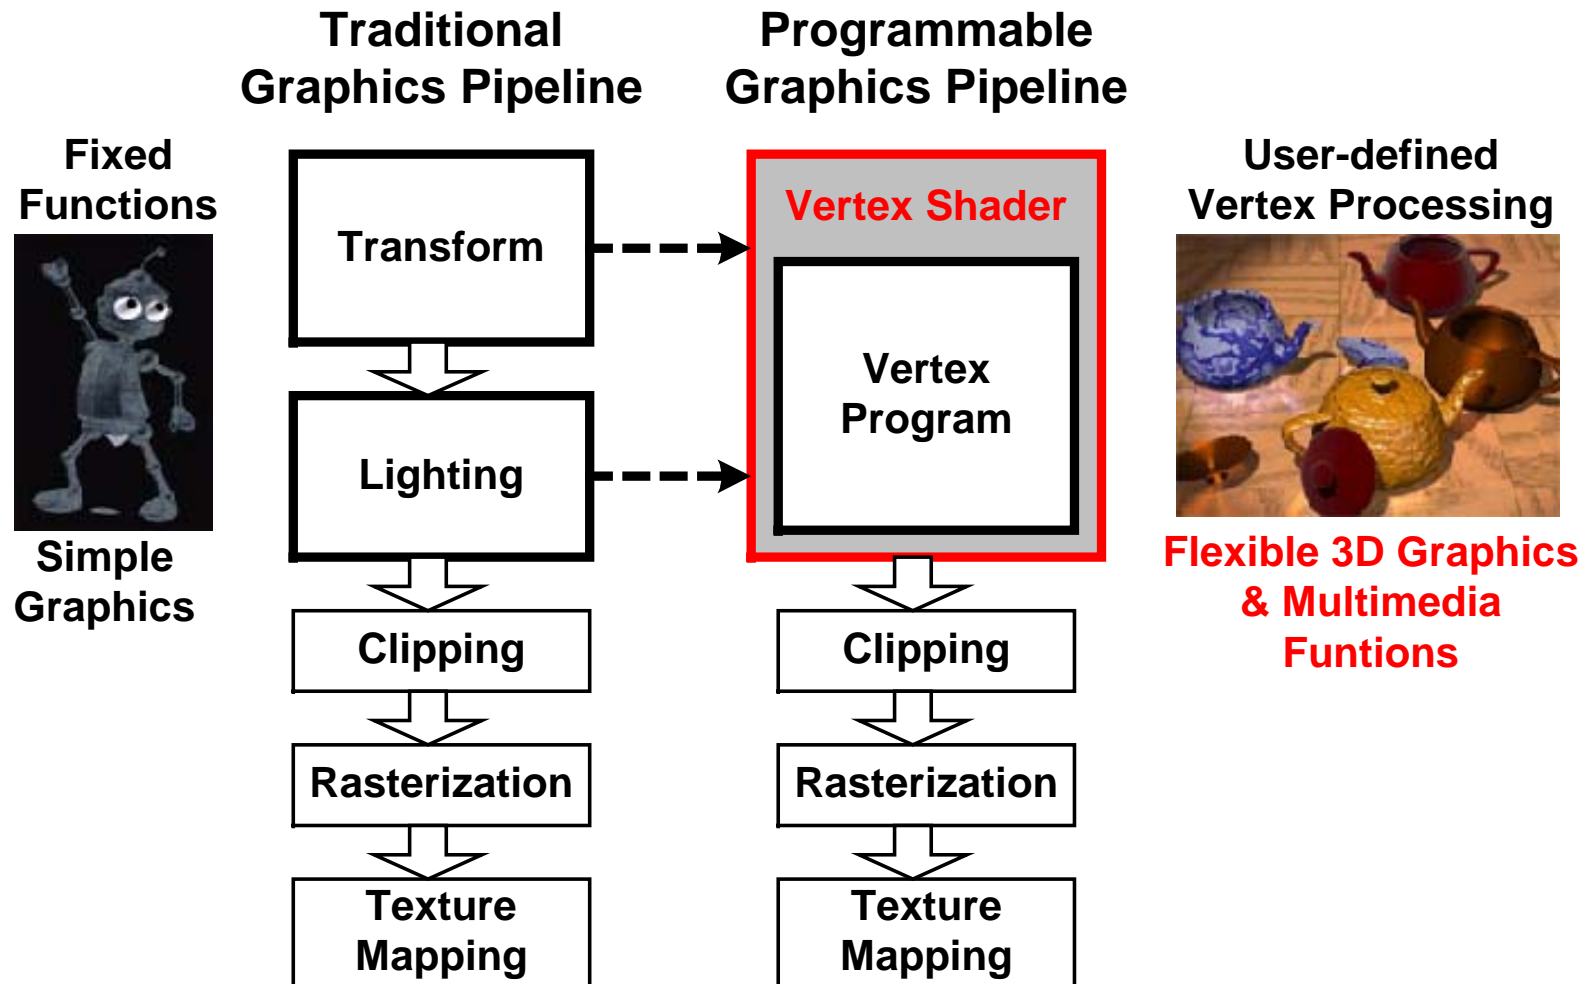 Traditional
Graphics Pipeline
Programmable
Graphics Pipeline
Fixed
Functions
Simple
Graphics
Transform
Lighting
Clipping
Rasterization
Texture
Mapping
Vertex Shader
Vertex
Program
Clipping
Rasterization
Texture
Mapping
User-defined
Vertex Processing
Flexible 3D Graphics
& Multimedia
Funtions